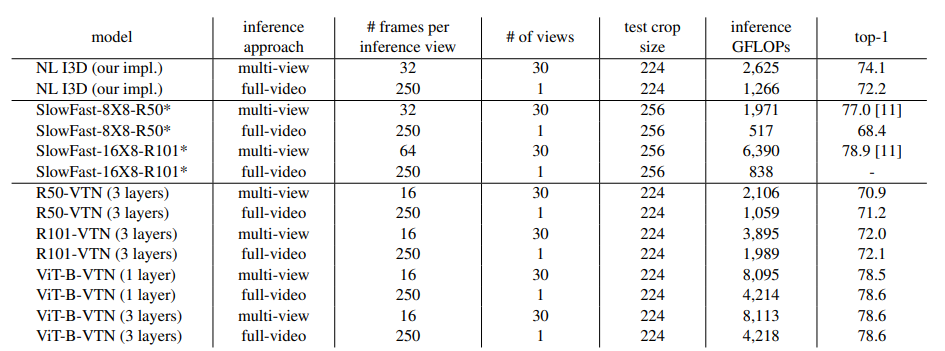 model | inference approach | # frames per inference view | # of views | test crop size | inference GFLOPs | top-1
NL I3D (our impl.) | multi-view | 32 | 30 | 224 | 2,625 | 74.1
NL I3D (our impl.) | full-video | 250 | 1 | 224 | 1,266 | 72.2
SlowFast-8X8-R50* | multi-view | 32 | 30 | 256 | 1,971 | 77.0 [11]
SlowFast-8X8-R50* | full-video | 250 | 1 | 256 | 517 | 68.4
SlowFast-16X8-R101* | multi-view | 64 | 30 | 256 | 6,390 | 78.9 [11]
SlowFast-16X8-R101* | full-video | 250 | 1 | 256 | 838 | -
R50-VTN (3 layers) | multi-view | 16 | 30 | 224 | 2,106 | 70.9
R50-VTN (3 layers) | full-video | 250 | 1 | 224 | 1,059 | 71.2
R101-VTN (3 layers) | multi-view | 16 | 30 | 224 | 3,895 | 72.0
R101-VTN (3 layers) | full-video | 250 | 1 | 224 | 1,989 | 72.1
ViT-B-VTN (1 layer) | multi-view | 16 | 30 | 224 | 8,095 | 78.5
ViT-B-VTN (1 layer) | full-video | 250 | 1 | 224 | 4,214 | 78.6
ViT-B-VTN (3 layers) | multi-view | 16 | 30 | 224 | 8,113 | 78.6
ViT-B-VTN (3 layers) | full-video | 250 | 1 | 224 | 4,218 | 78.6